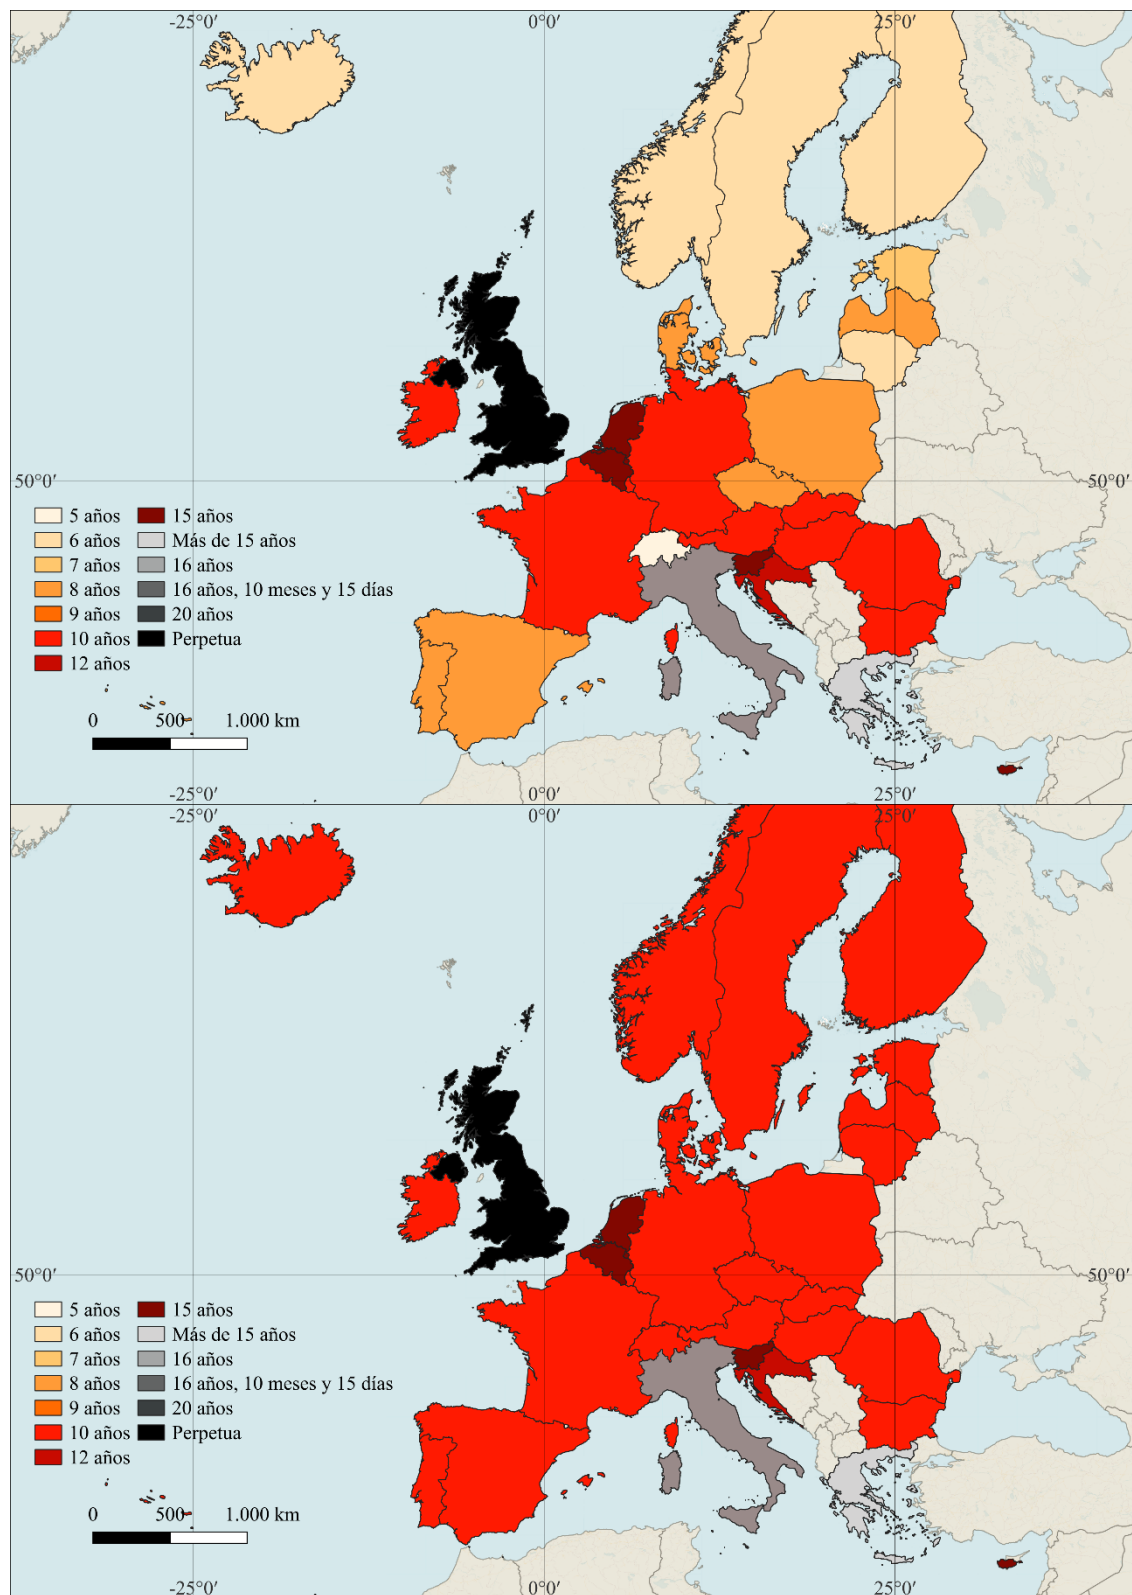 -25°0′ 0°0′ 25°0′
50°0′ 50°0′
5 años 15 años
6 años Más de 15 años
7 años 16 años
8 años 16 años, 10 meses y 15 días
9 años 20 años
10 años Perpetua
12 años
0 500 1.000 km
-25°0′ 0°0′ 25°0′
-25°0′ 0°0′ 25°0′
50°0′ 50°0′
5 años 15 años
6 años Más de 15 años
7 años 16 años
8 años 16 años, 10 meses y 15 días
9 años 20 años
10 años Perpetua
12 años
0 500 1.000 km
-25°0′ 0°0′ 25°0′